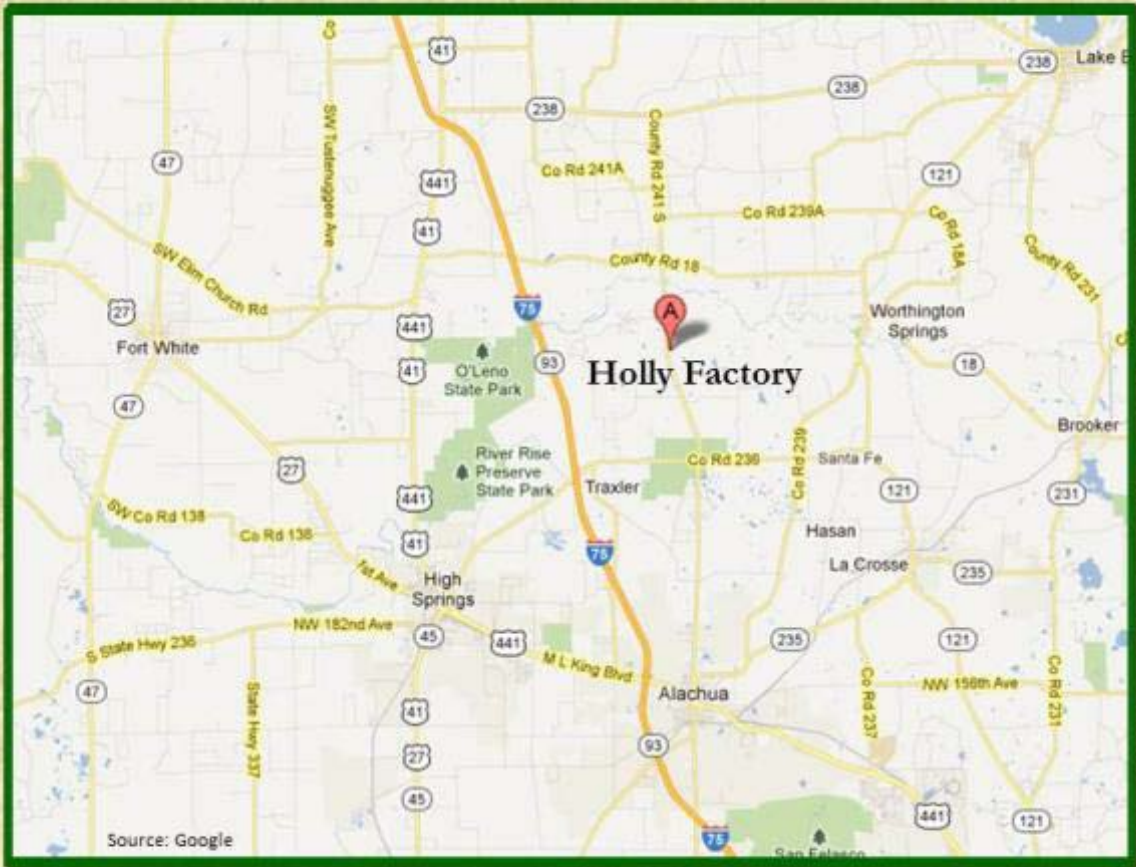 41
Lake
238
238
238
47
SW Tustenuggee Ave
County Rd 241 S
Co Rd 241A
121
441
Co Rd 239A
41
Co Rd 18A
County Rd 231
County Rd 18
SW Elim Church Rd
27
75
A
Worthington
Springs
441
Fort White
O'Leno
State Park
93
41
Holly Factory
18
47
Brooker
River Rise
Preserve
State Park
Co Rd 236
Co Rd 239
Santa Fe
27
Traxler
441
121
231
SW Co Rd 138
Co Rd 138
41
Hasan
75
La Crosse
1st Ave
High
Springs
235
NW 182nd Ave
45
441
235
121
S State Hwy 236
M L King Blvd
47
State Hwy 337
Alachua
NW 156th Ave
Co Rd 231
41
Co Rd 237
93
27
45
441
121
Source: Google
75
San Felasco